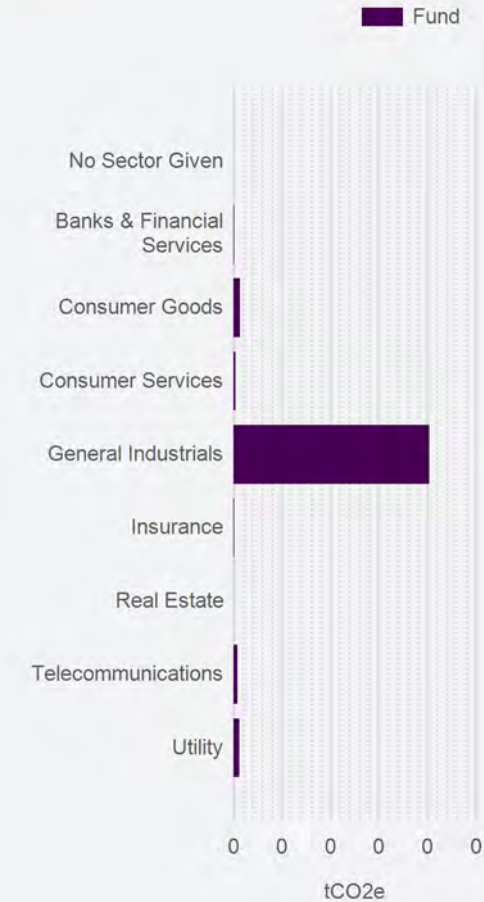 Fund
No Sector Given
Banks & Financial
Services
Consumer Goods
Consumer Services
General Industrials
Insurance
Real Estate
Telecommunications
Utility
0 0 0 0 0 0
tCO2e